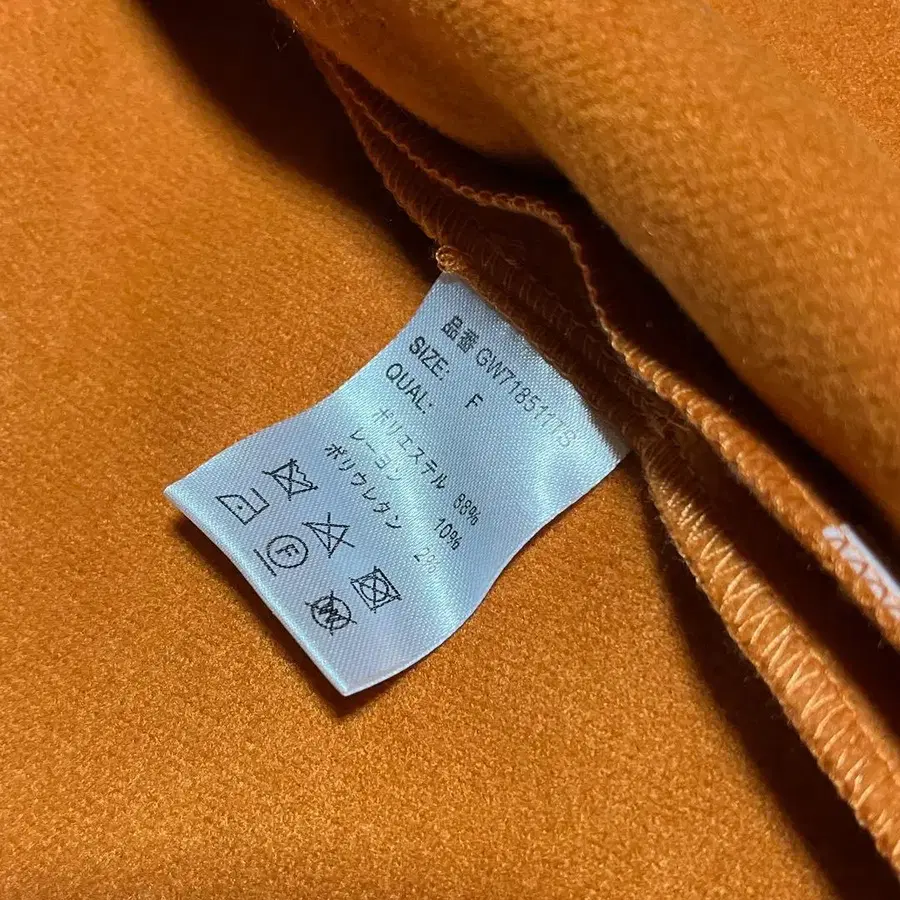 品番 GW718511TS
SIZE: F
QUAL:
ポリエステル 88%
レーヨン 10%
ポリウレタン 2%
F
W